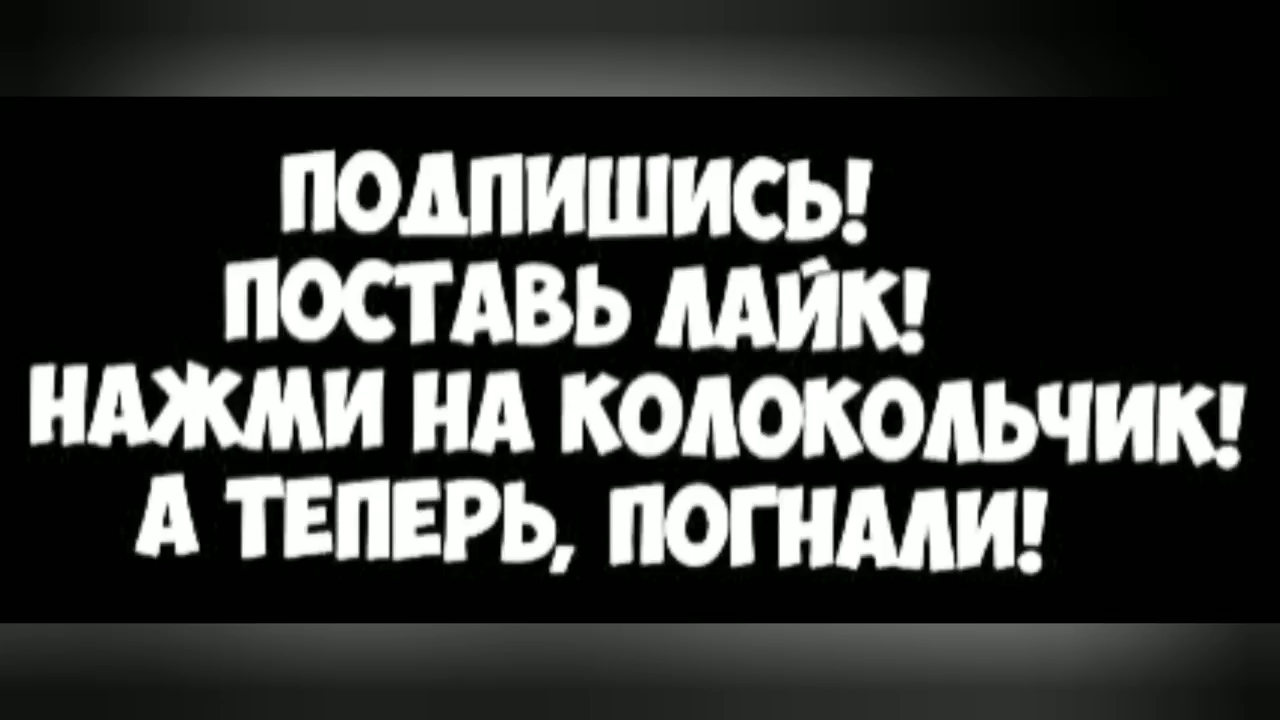 ПОДПИШИСЬ!
ПОСТАВЬ ЛАЙК!
НАЖМИ НА КОЛОКОЛЬЧИК!
А ТЕПЕРЬ, ПОГНАЛИ!